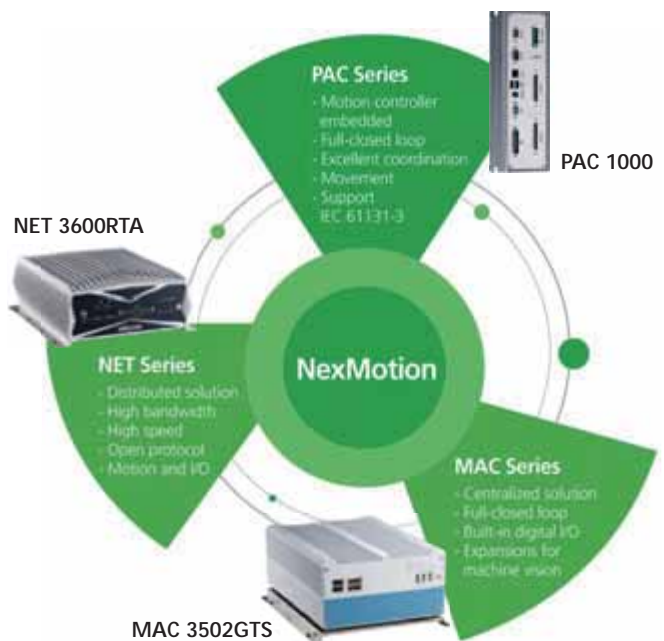 PAC Series
- Motion controller
embedded
- Full-closed loop
- Excellent coordination
- Movement
- Support
IEC 61131-3
PAC 1000
NET 3600RTA
NET Series
- Distributed solution
- High bandwidth
- High speed
- Open protocol
- Motion and I/O
NexMotion
MAC Series
- Centralized solution
- Full-closed loop
- Built-in digital I/O
- Expansions for
machine vision
MAC 3502GTS